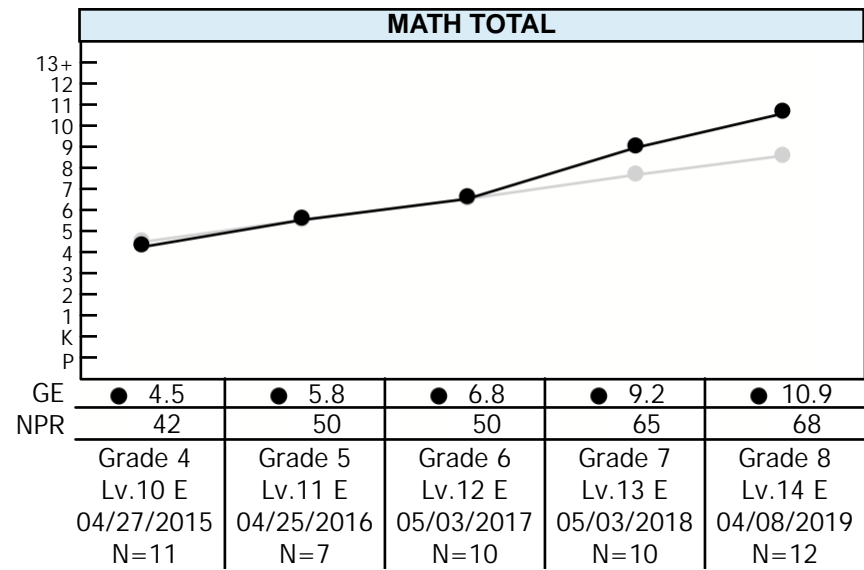 MATH TOTAL
13+
12
11
10
9
8
7
6
5
4
3
2
1
K
P
GE 4.5 5.8 6.8 9.2 10.9
NPR 42 50 50 65 68
Grade 4 Grade 5 Grade 6 Grade 7 Grade 8
Lv.10 E Lv.11 E Lv.12 E Lv.13 E Lv.14 E
04/27/2015 04/25/2016 05/03/2017 05/03/2018 04/08/2019
N=11 N=7 N=10 N=10 N=12